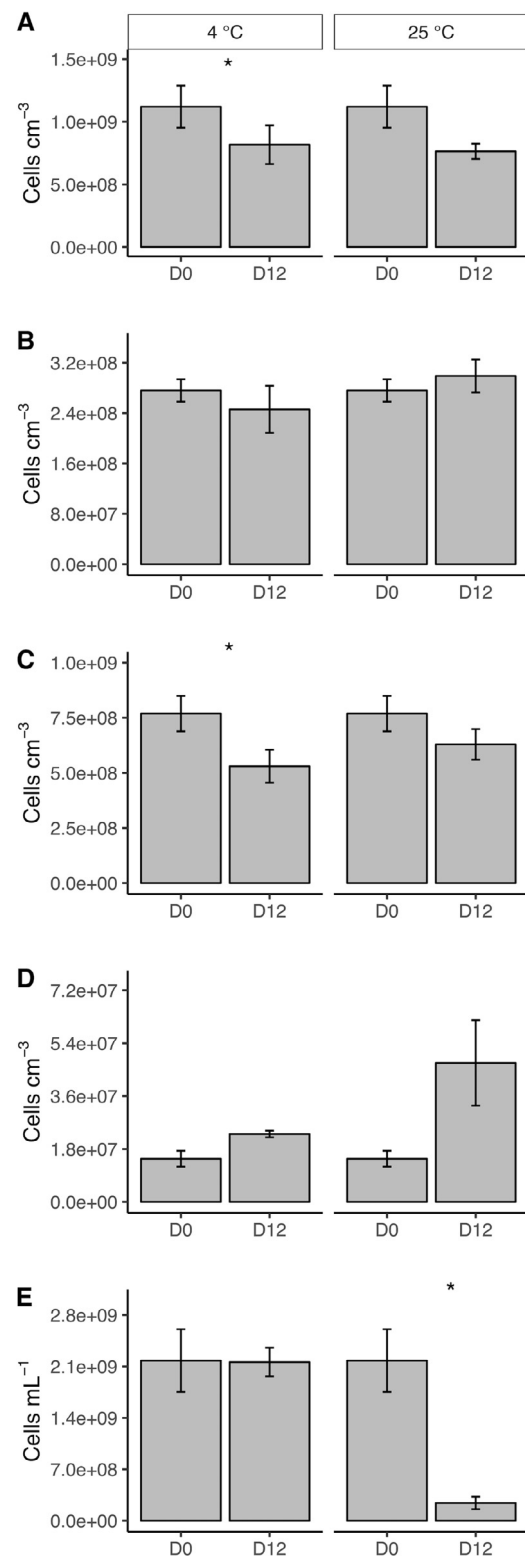 A
4 °C 25 °C
*
1.5e+09
1.0e+09
5.0e+08
0.0e+00
Cells cm⁻³
D0 D12 D0 D12
B
3.2e+08
2.4e+08
1.6e+08
8.0e+07
0.0e+00
Cells cm⁻³
D0 D12 D0 D12
*
C
1.0e+09
7.5e+08
5.0e+08
2.5e+08
0.0e+00
Cells cm⁻³
D0 D12 D0 D12
D
7.2e+07
5.4e+07
3.6e+07
1.8e+07
0.0e+00
Cells cm⁻³
D0 D12 D0 D12
*
E
2.8e+09
2.1e+09
1.4e+09
7.0e+08
0.0e+00
Cells mL⁻¹
D0 D12 D0 D12